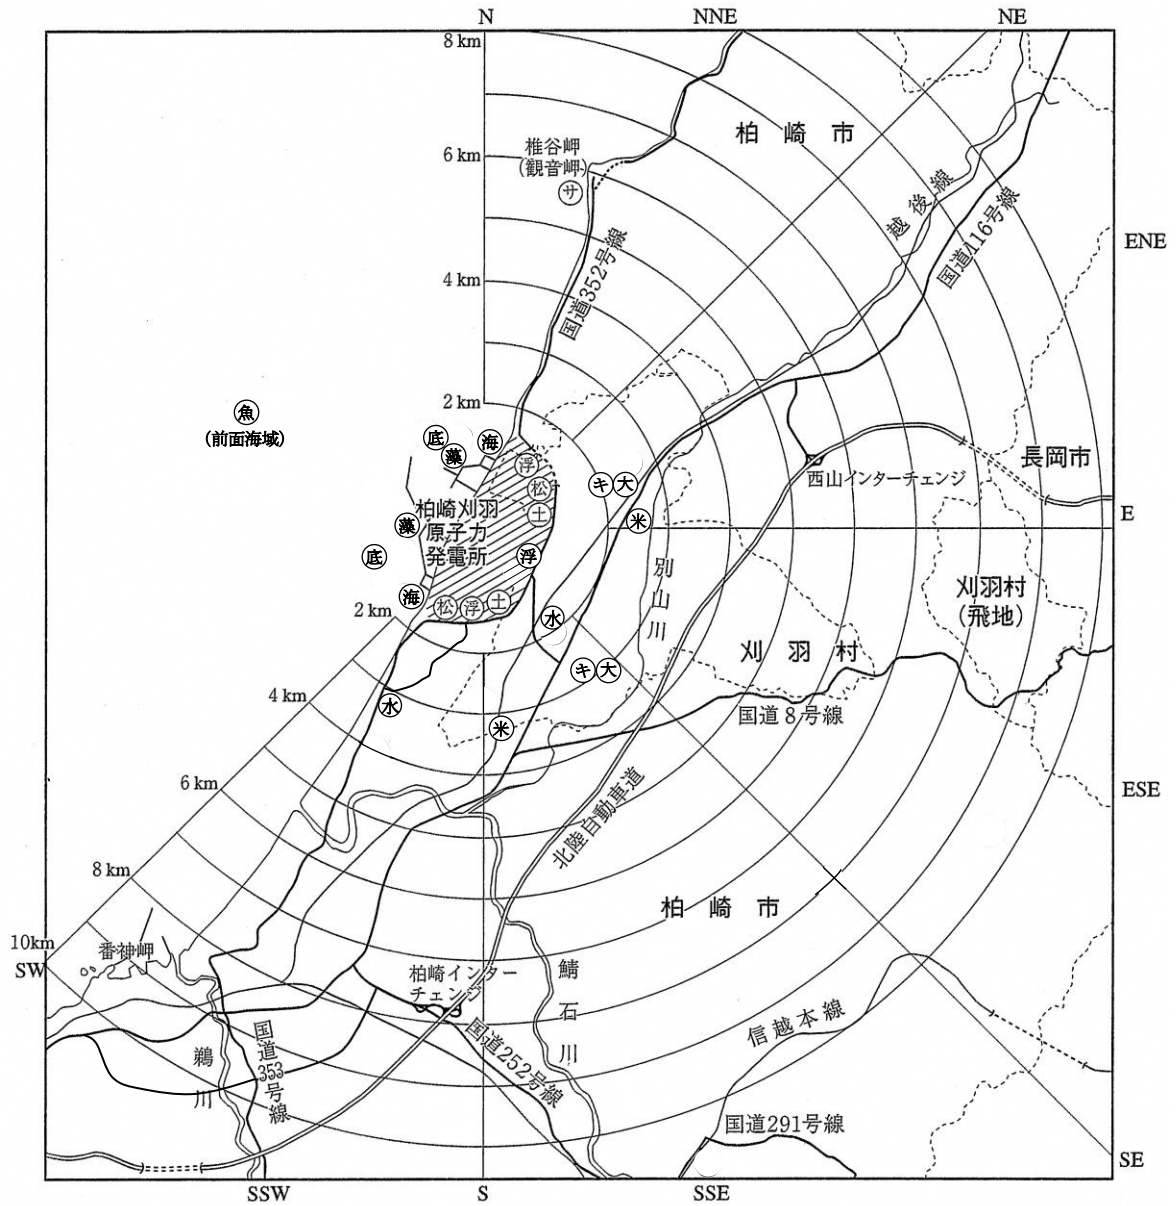 N
NNE
NE
8 km
柏崎市
椎谷岬
(観音岬)
サ
6 km
越後線
国道116号線
ENE
国道352号線
4 km
2 km
魚
(前面海域)
底
藻
海
浮
松
土
キ
大
米
西山インターチェンジ
長岡市
E
柏崎刈羽
原子力
発電所
藻
底
浮
海
松
浮
土
2 km
水
別山川
刈羽村
(飛地)
刈羽村
キ
大
4 km
水
米
国道8号線
6 km
北陸自動車道
ESE
8 km
柏崎市
10km
SW
番神岬
柏崎インター
チェンジ
鯖石川
信越本線
国道353号線
国道252号線
鵜川
国道291号線
SE
SSW
S
SSE